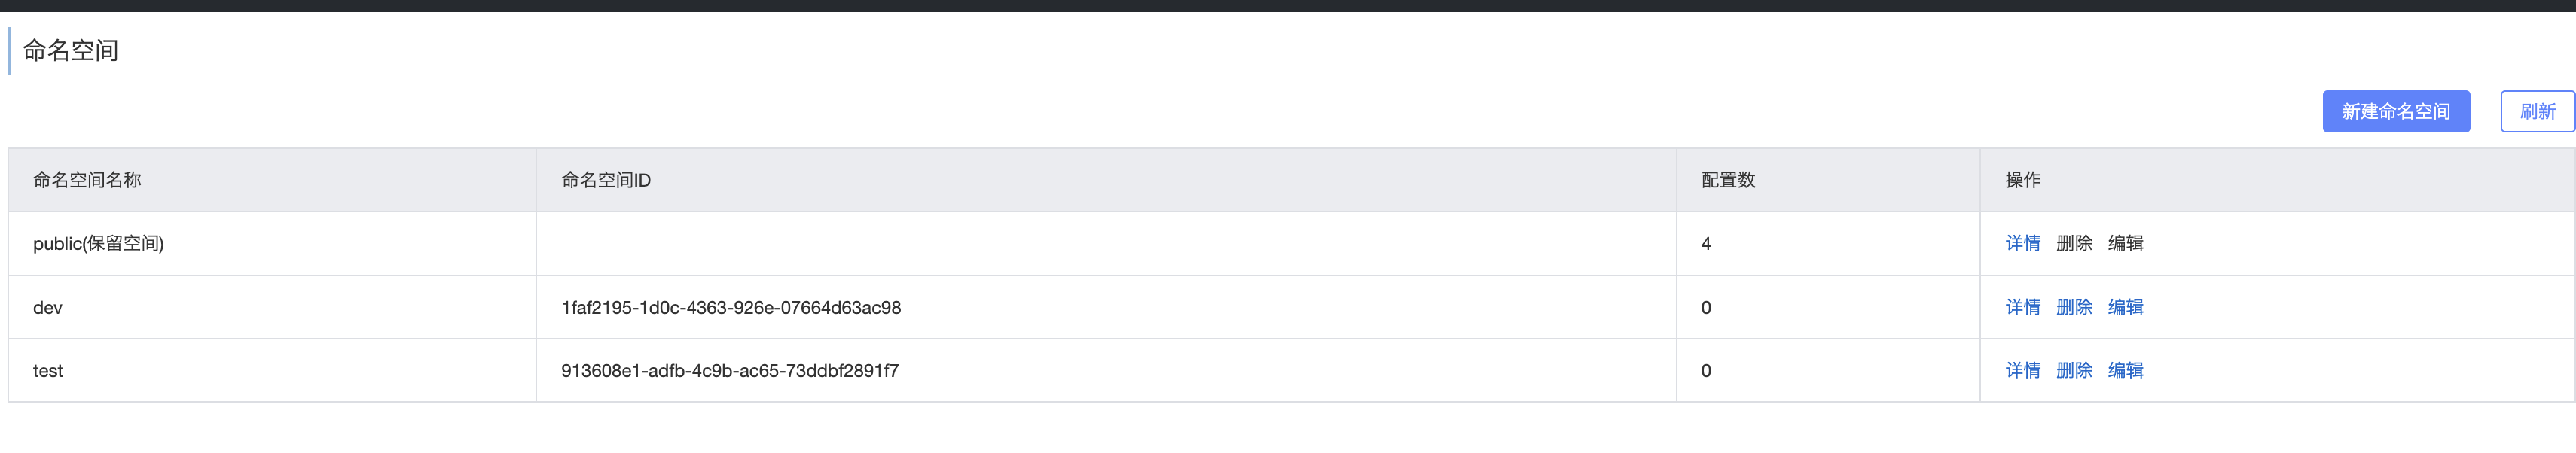 命名空间
新建命名空间 刷新
命名空间名称 命名空间ID 配置数 操作
public(保留空间) 4 详情 删除 编辑
dev 1faf2195-1d0c-4363-926e-07664d63ac98 0 详情 删除 编辑
test 913608e1-adfb-4c9b-ac65-73ddbf2891f7 0 详情 删除 编辑